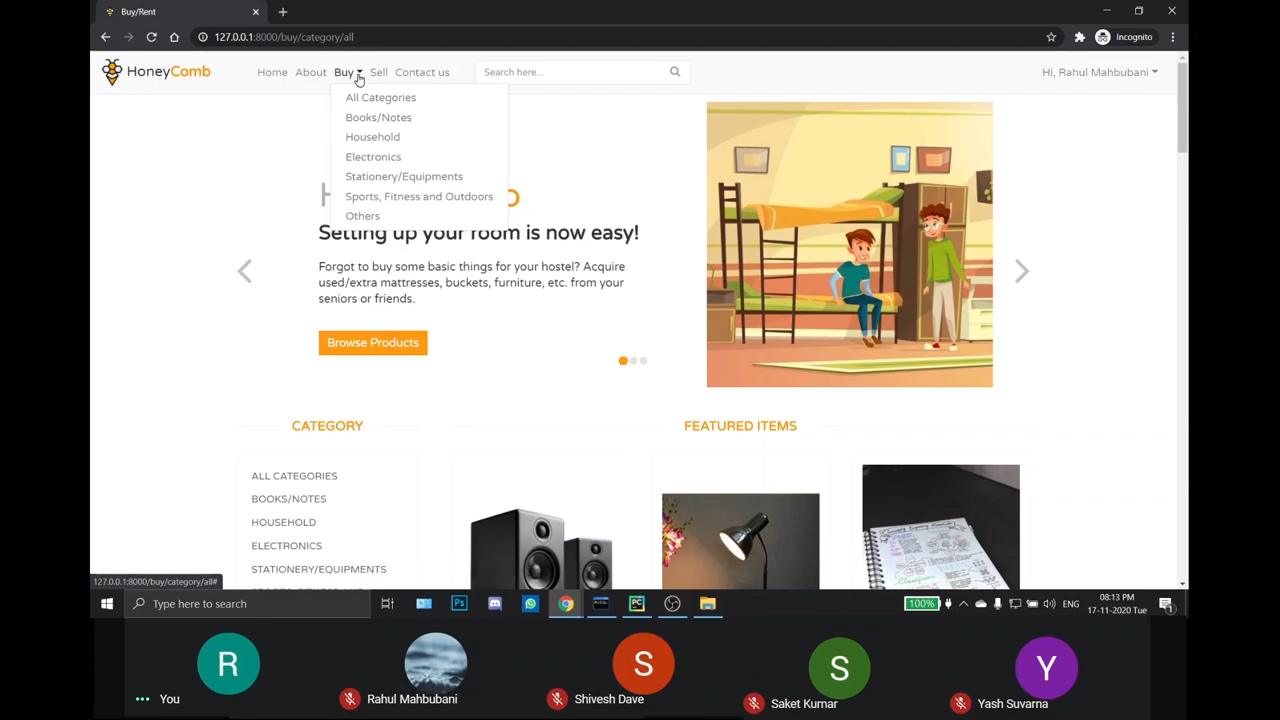 Buy/Rent
127.0.0.1:8000/buy/category/all
Incognito
HoneyComb
Home About Buy Sell Contact us
Search here...
Hi, Rahul Mahbubani
All Categories
Books/Notes
Household
Electronics
Stationery/Equipments
Sports, Fitness and Outdoors
Others
Setting up your room is now easy!
Forgot to buy some basic things for your hostel? Acquire
used/extra mattresses, buckets, furniture, etc. from your
seniors or friends.
Browse Products
CATEGORY
FEATURED ITEMS
ALL CATEGORIES
BOOKS/NOTES
HOUSEHOLD
ELECTRONICS
STATIONERY/EQUIPMENTS
127.0.0.1:8000/buy/category/all#
Type here to search
Ps
PC
100%
ENG
08:13 PM
17-11-2020 Tue
1
R
S
S
Y
You
Rahul Mahbubani
Shivesh Dave
Saket Kumar
Yash Suvarna